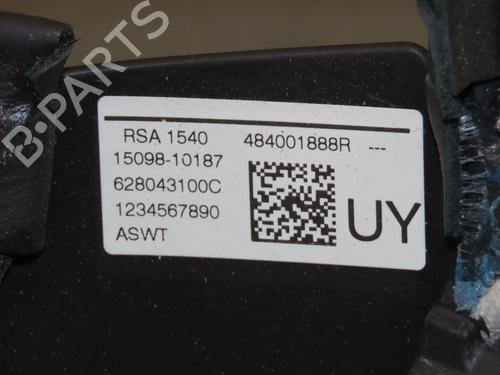 B-PARTS
RSA 1540 484001888R ---
15098-10187
628043100C
1234567890
ASWT
UY